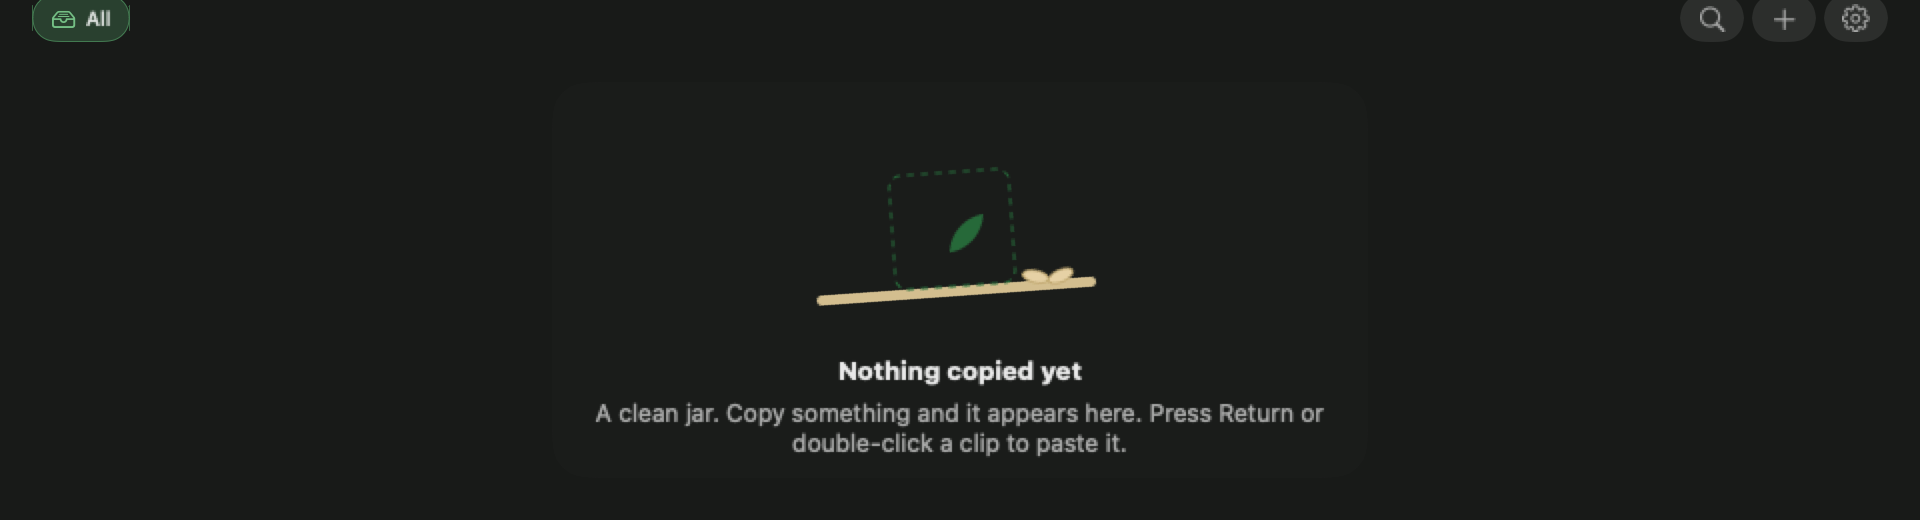 All
Nothing copied yet
A clean jar. Copy something and it appears here. Press Return or
double-click a clip to paste it.